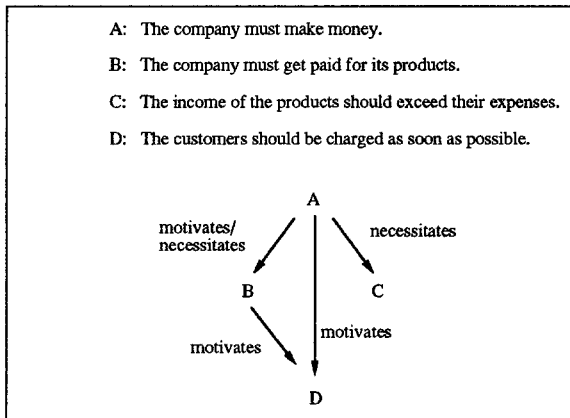 A: The company must make money.
B: The company must get paid for its products.
C: The income of the products should exceed their expenses.
D: The customers should be charged as soon as possible.
A
motivates/
necessitates
necessitates
B
C
motivates
motivates
D